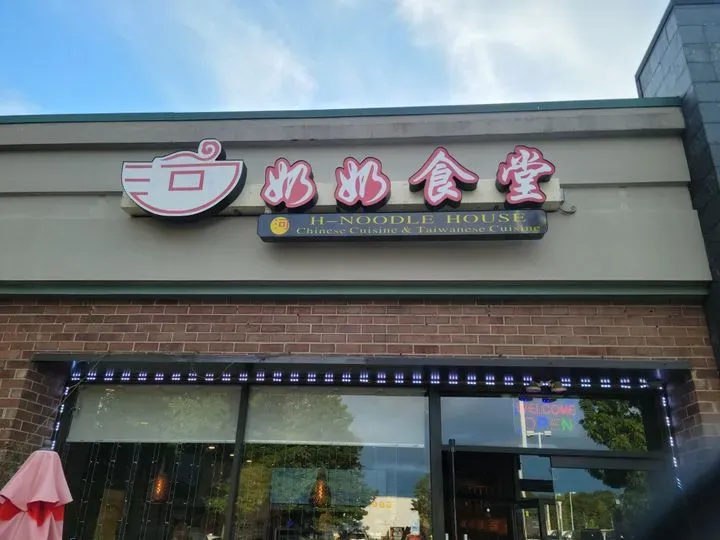 奶奶食堂
H-NOODLE HOUSE
Chinese Cuisine & Taiwanese Cuisine
WELCOME
OPEN